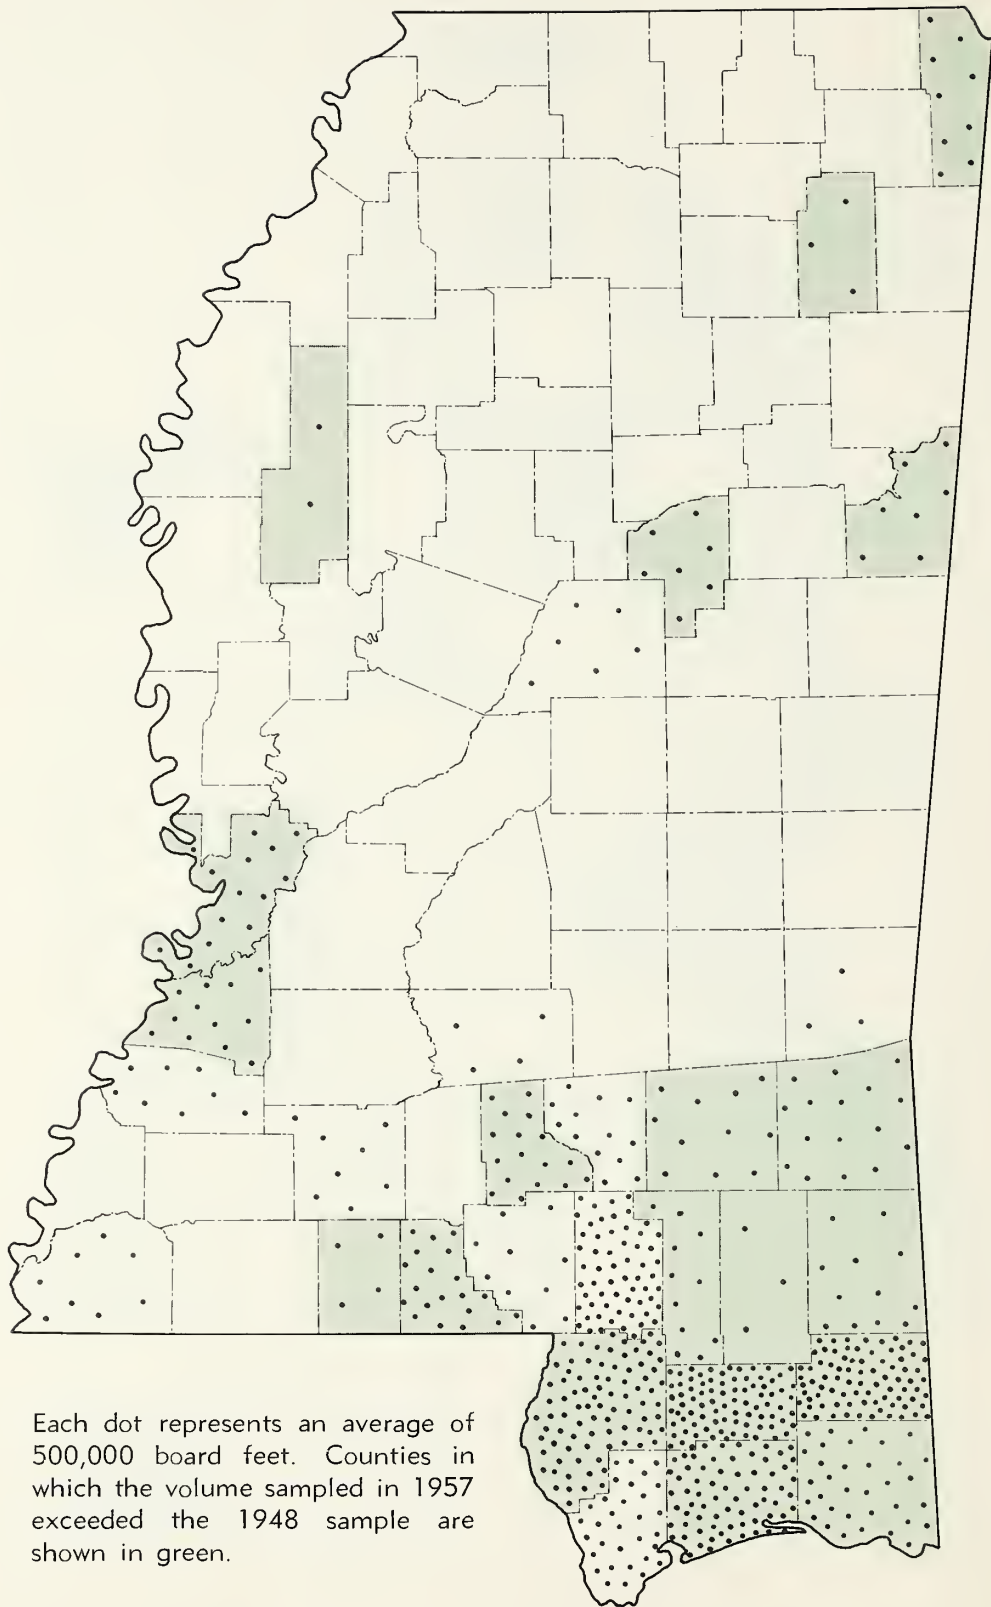 Each dot represents an average of
500,000 board feet. Counties in
which the volume sampled in 1957
exceeded the 1948 sample are
shown in green.